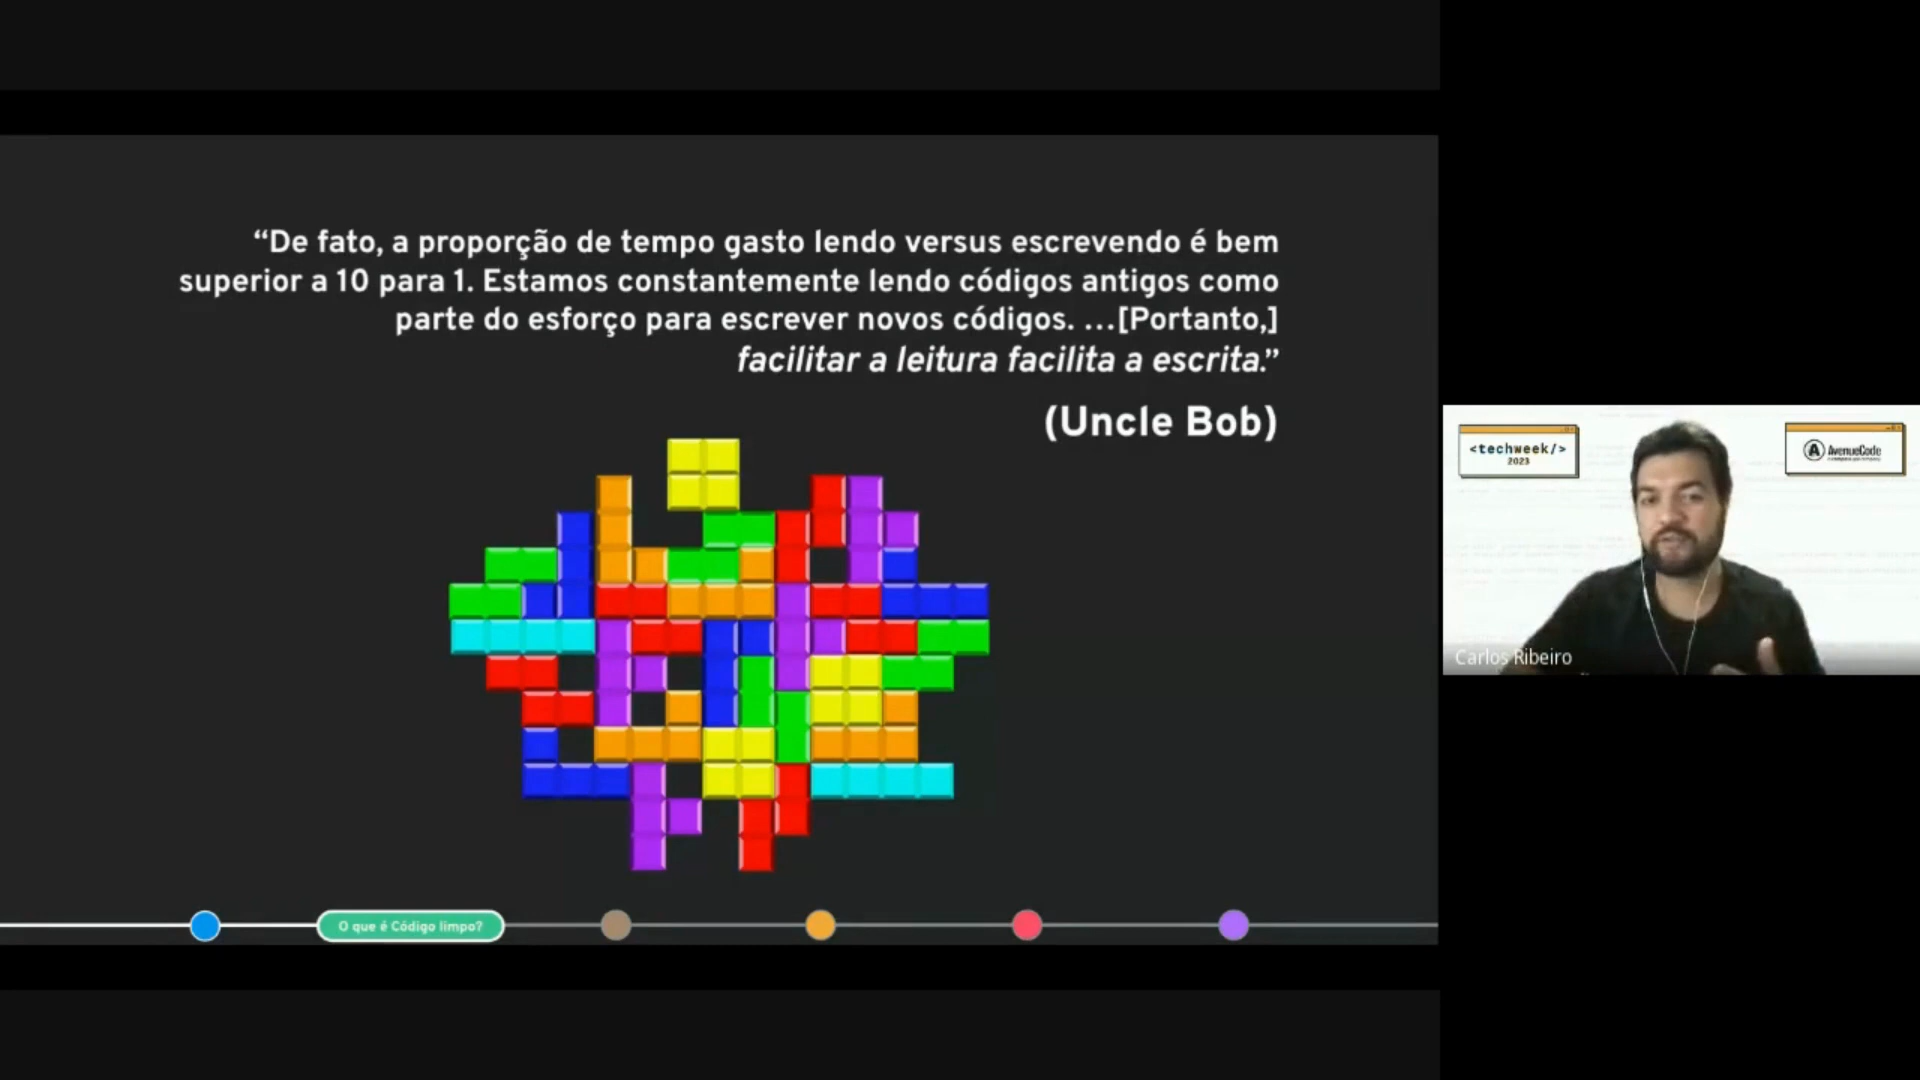 “De fato, a proporção de tempo gasto lendo versus escrevendo é bem
superior a 10 para 1. Estamos constantemente lendo códigos antigos como
parte do esforço para escrever novos códigos. ...[Portanto,]
facilitar a leitura facilita a escrita.”
(Uncle Bob)
O que é Código limpo?
<techweek/>
2023
AvenueCode
Carlos Ribeiro